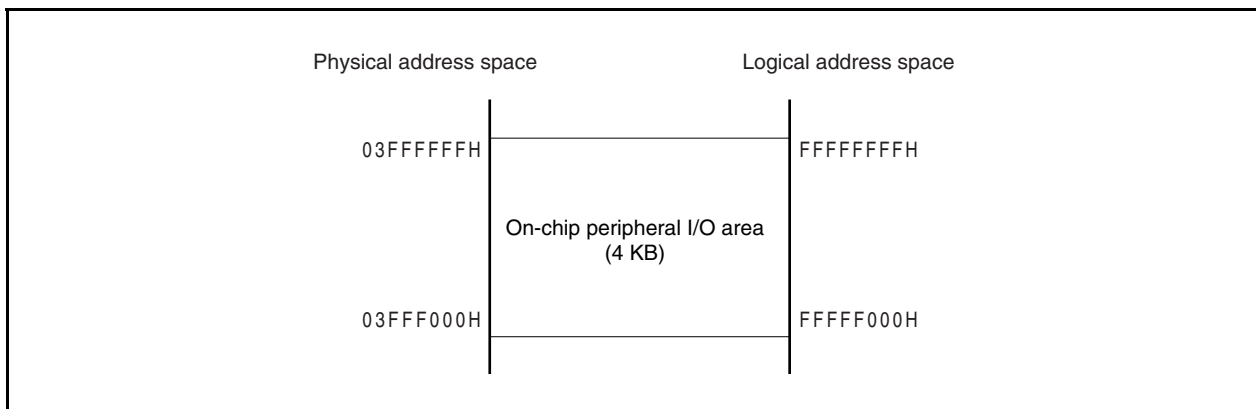 Physical address space
Logical address space
03FFFFFFH
FFFFFFFFH
On-chip peripheral I/O area
(4 KB)
03FFF000H
FFFFF000H